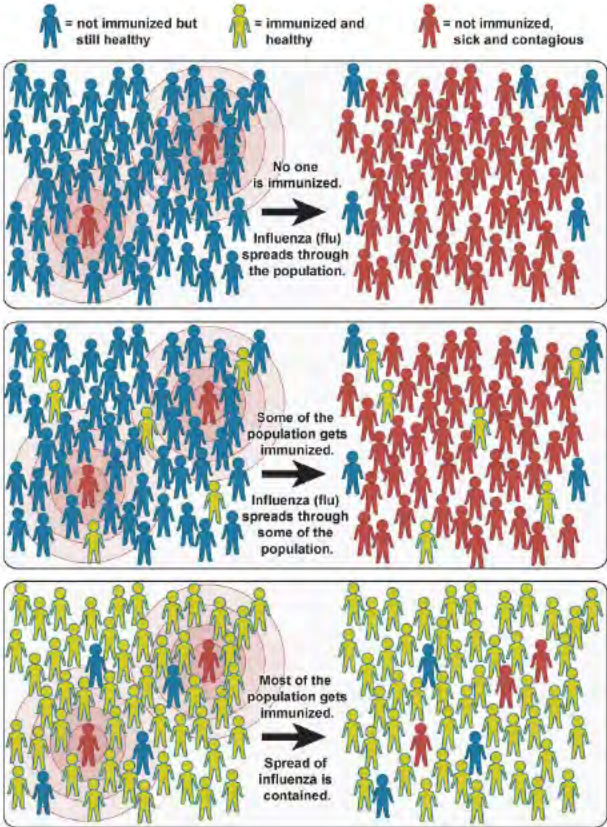 = not immunized but
still healthy
= immunized and
healthy
= not immunized,
sick and contagious
No one
is immunized.
Influenza (flu)
spreads through
the population.
Some of the
population gets
immunized.
Influenza (flu)
spreads through
some of the
population.
Most of the
population gets
immunized.
Spread of
influenza is
contained.